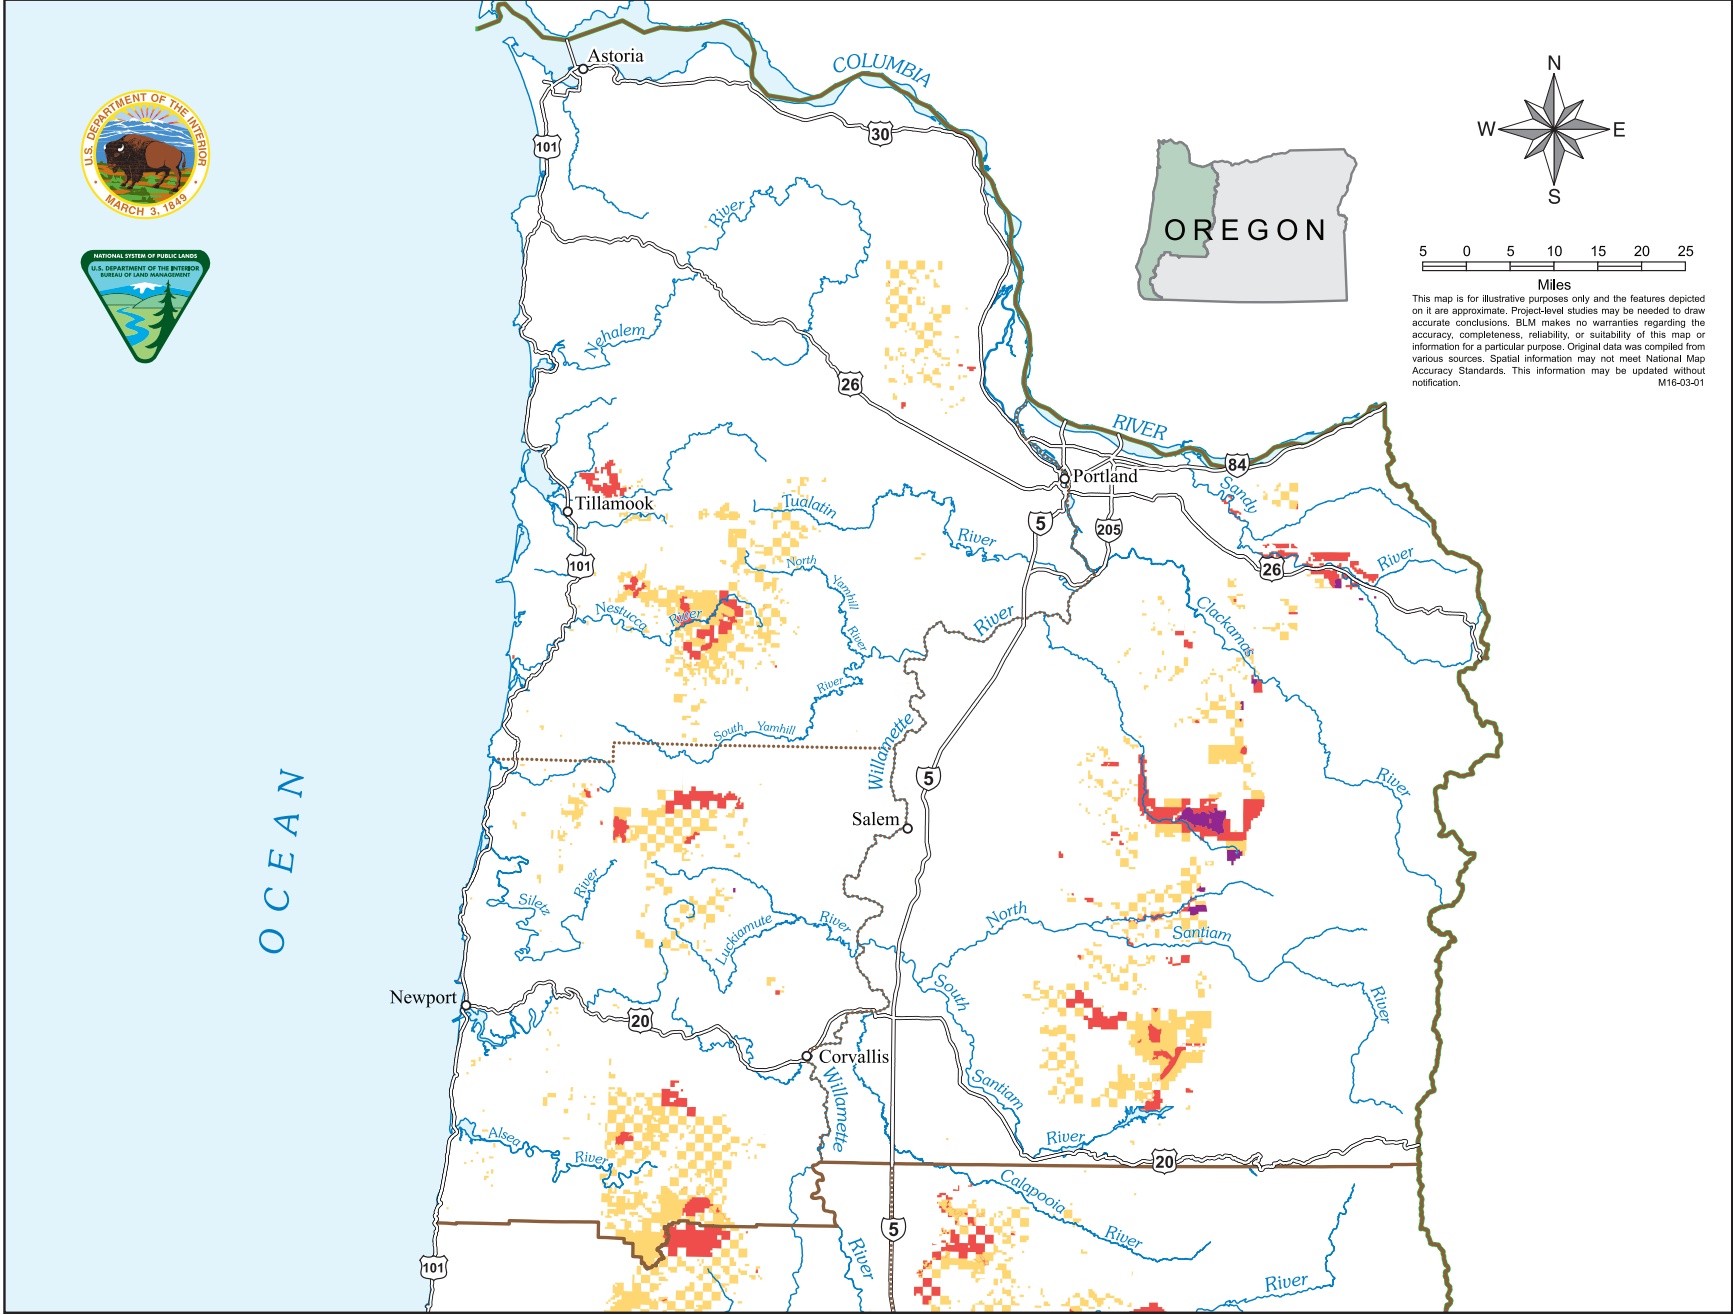 Astoria
COLUMBIA
N
W
E
S
U.S. DEPARTMENT OF THE INTERIOR
MARCH 3, 1849
101
30
River
OREGON
NATIONAL SYSTEM OF PUBLIC LANDS
U.S. DEPARTMENT OF THE INTERIOR
BUREAU OF LAND MANAGEMENT
5 0 5 10 15 20 25
Miles
This map is for illustrative purposes only and the features depicted
on it are approximate. Project-level studies may be needed to draw
accurate conclusions. BLM makes no warranties regarding the
accuracy, completeness, reliability, or suitability of this map or
information for a particular purpose. Original data was compiled from
various sources. Spatial information may not meet National Map
Accuracy Standards. This information may be updated without
notification. M16-03-01
Nehalem
26
RIVER
84
Portland
Sandy
Tillamook
Tualatin
River
5
205
101
North
Yamhill
River
26
River
Nestucca
River
River
Clackamas
River
South Yamhill
Willamette
OCEAN
5
River
Salem
Siletz
River
Luckiamute
River
North
Santiam
River
Newport
South
20
Corvallis
Santiam
Willamette
Alsea
River
River
20
Calapooia
River
5
River
101
River